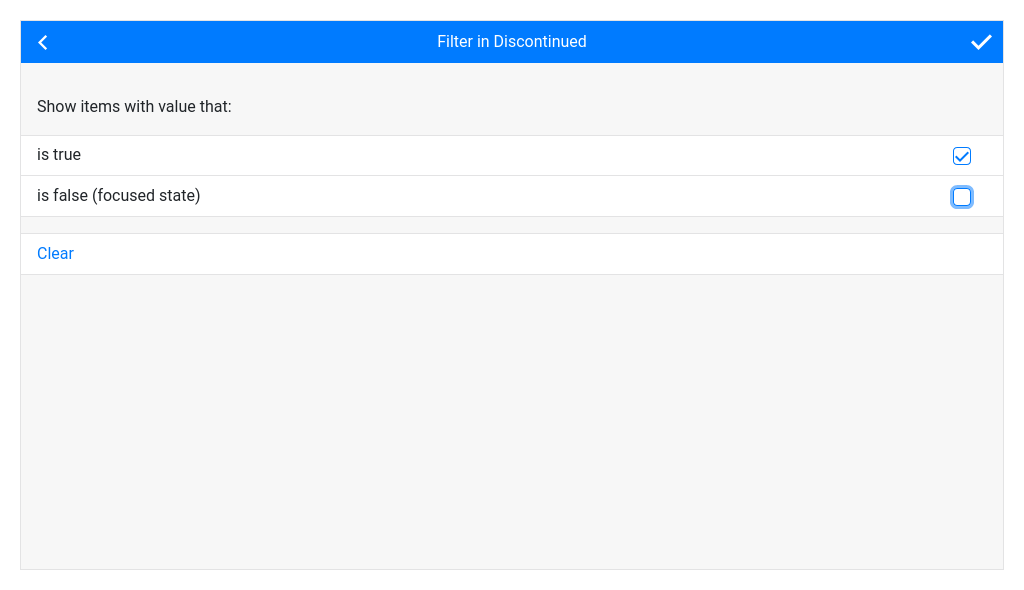 Filter in Discontinued
Show items with value that:
is true
is false (focused state)
Clear